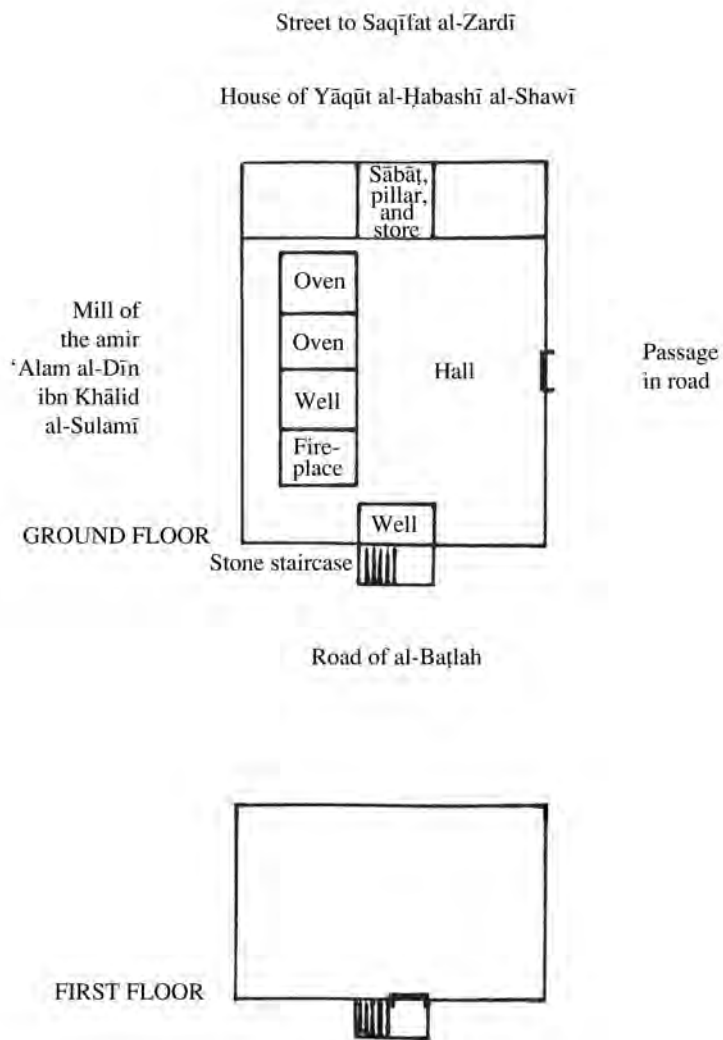 Street to Saqīfat al-Zardī
House of Yāqūt al-Ḥabashī al-Shawī
Sābāṭ,
pillar,
and
store
Oven
Oven
Well
Fire-
place
Hall
Mill of
the amir
ʻAlam al-Dīn
ibn Khālid
al-Sulamī
Passage
in road
Well
GROUND FLOOR
Stone staircase
Road of al-Baṭlah
FIRST FLOOR